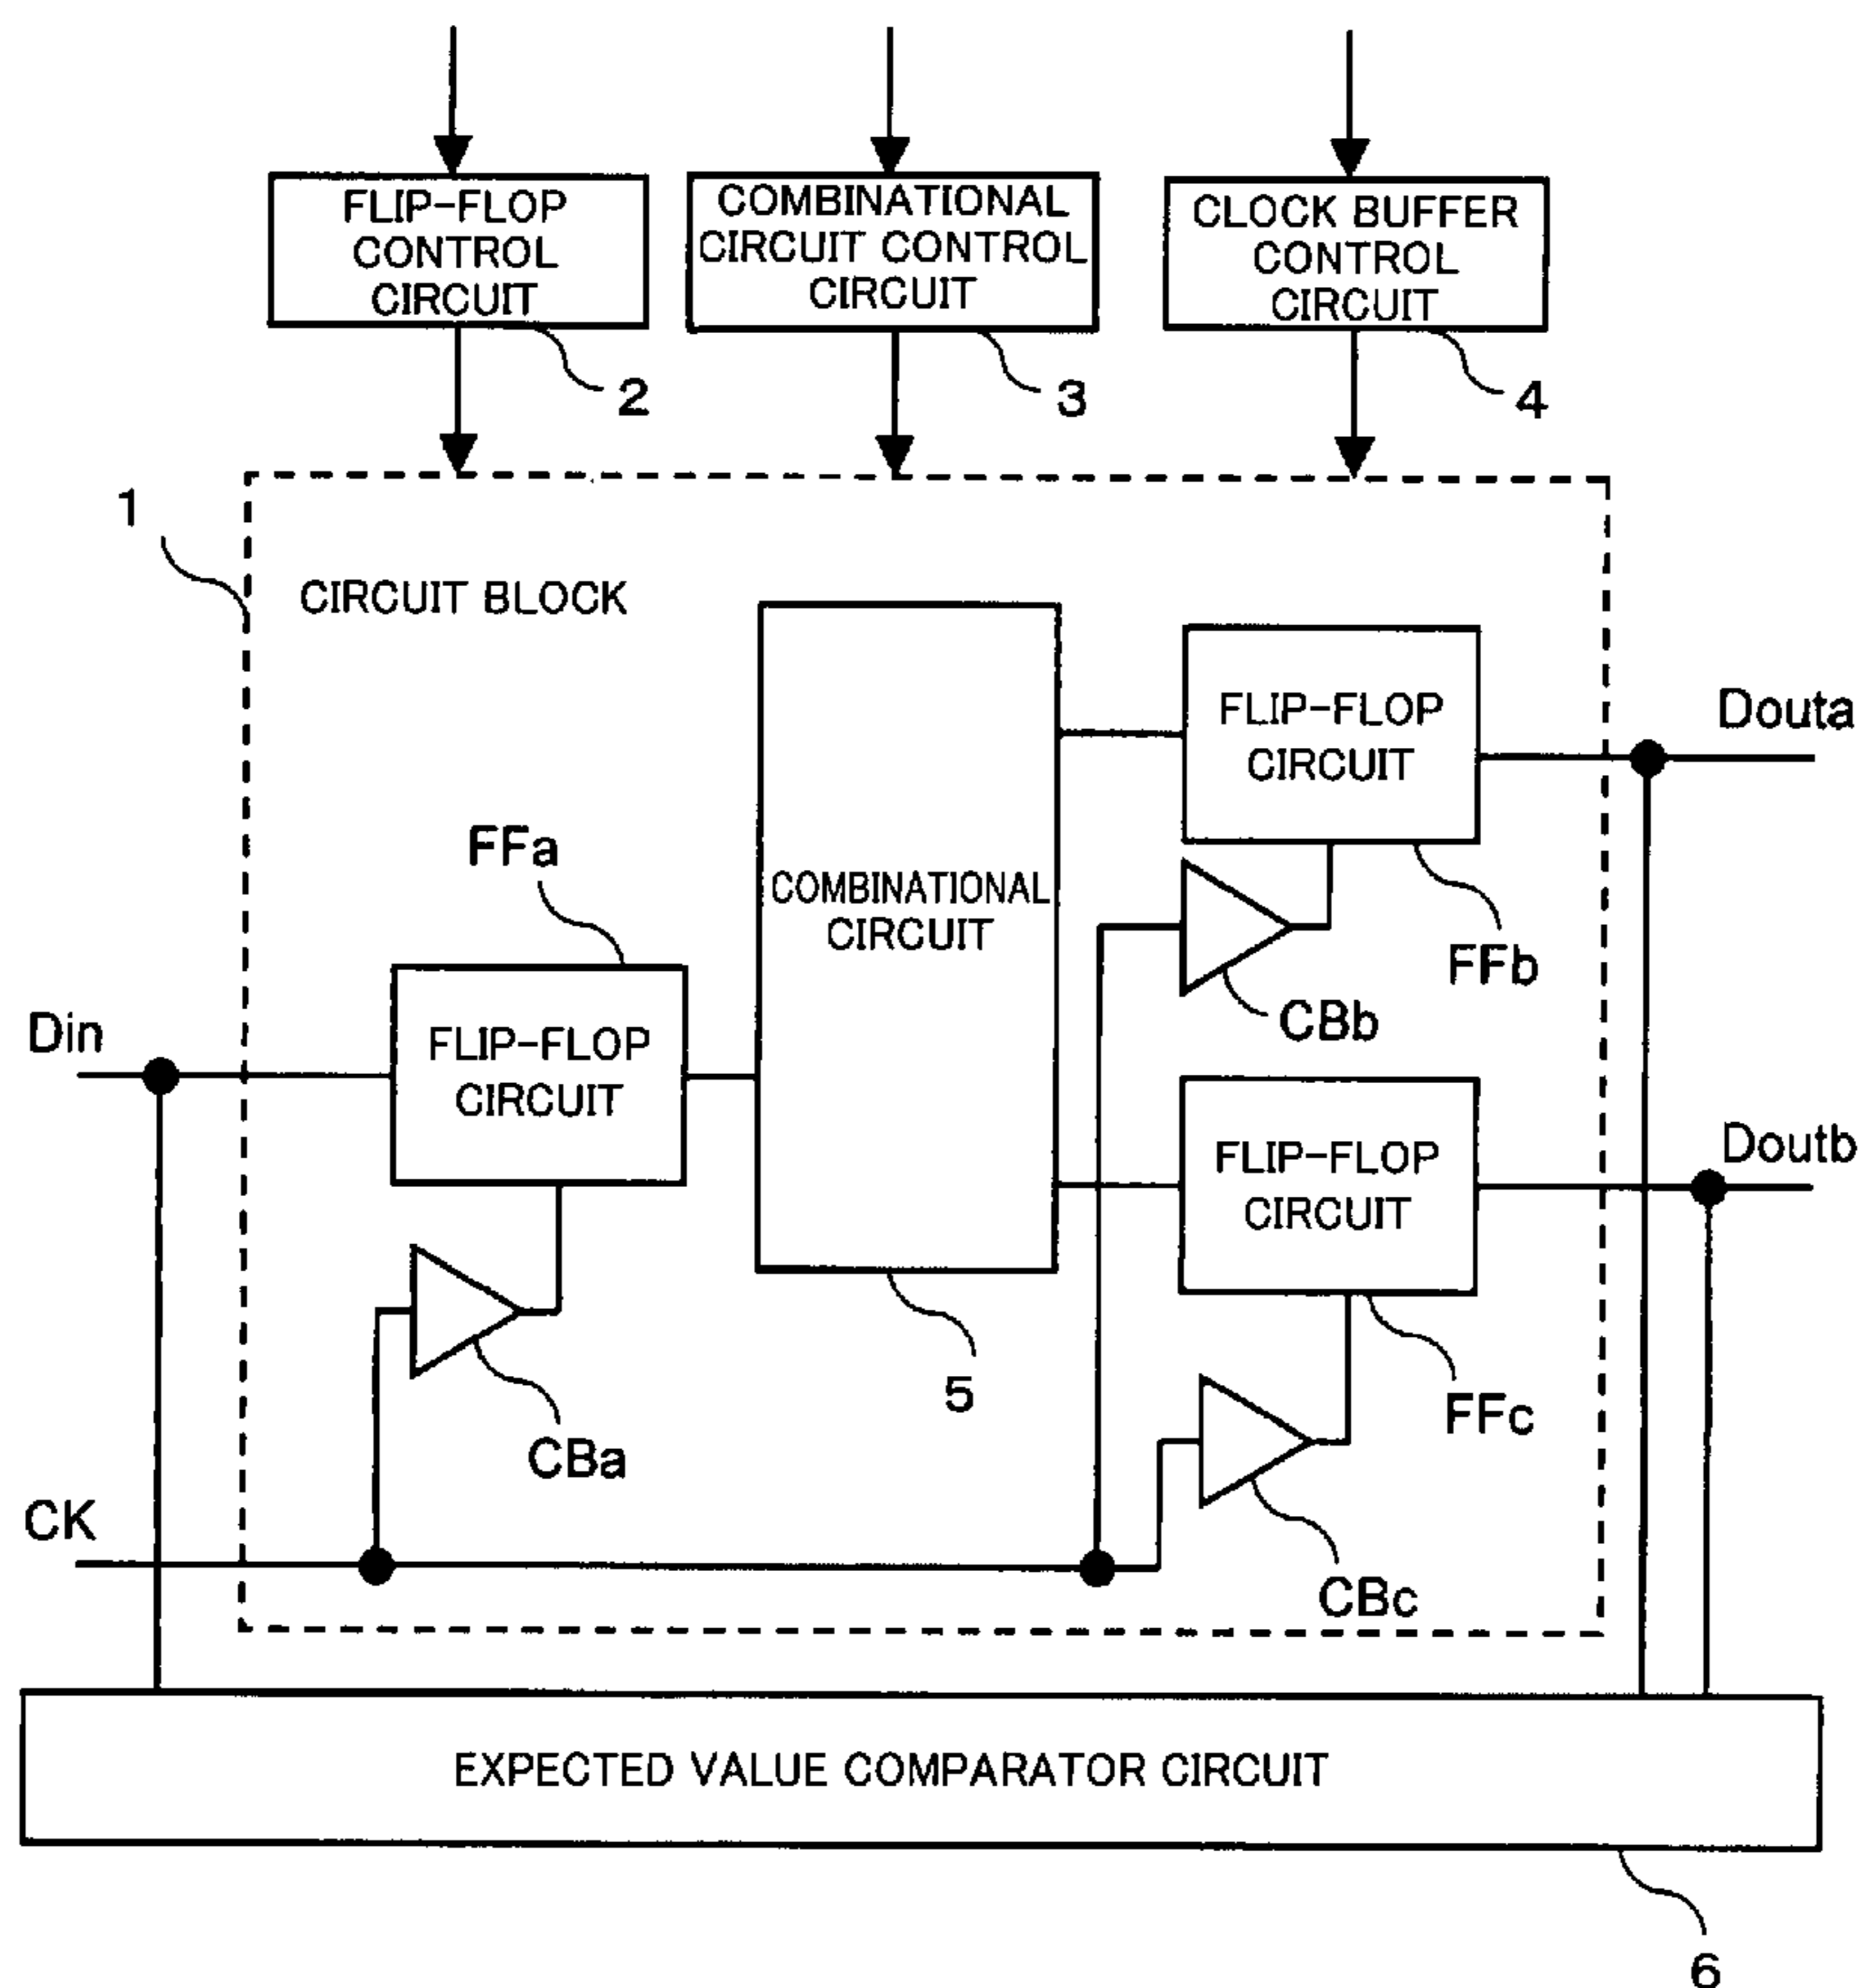 FLIP-FLOP
CONTROL
CIRCUIT
COMBINATIONAL
CIRCUIT CONTROL
CIRCUIT
CLOCK BUFFER
CONTROL
CIRCUIT
2
3
4
1
CIRCUIT BLOCK
FLIP-FLOP
CIRCUIT
Douta
FFa
COMBINATIONAL
CIRCUIT
FFb
CBb
Din
FLIP-FLOP
CIRCUIT
FLIP-FLOP
CIRCUIT
Doutb
5
FFc
CBa
CK
CBc
EXPECTED VALUE COMPARATOR CIRCUIT
6